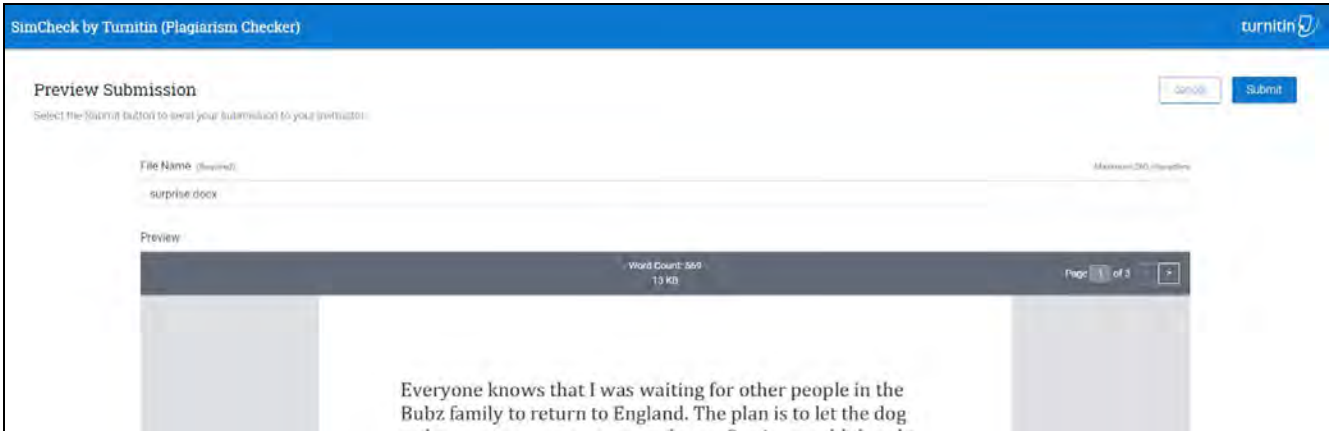 SimCheck by Turnitin (Plagiarism Checker)
turnitin
Preview Submission
Cancel Submit
Select the Submit button to send your submission to your instructor.
File Name (Required) Maximum 260 characters
surprise.docx
Preview
Word Count: 569
13 KB
Page 1 of 3 >
Everyone knows that I was waiting for other people in the
Bubz family to return to England. The plan is to let the dog